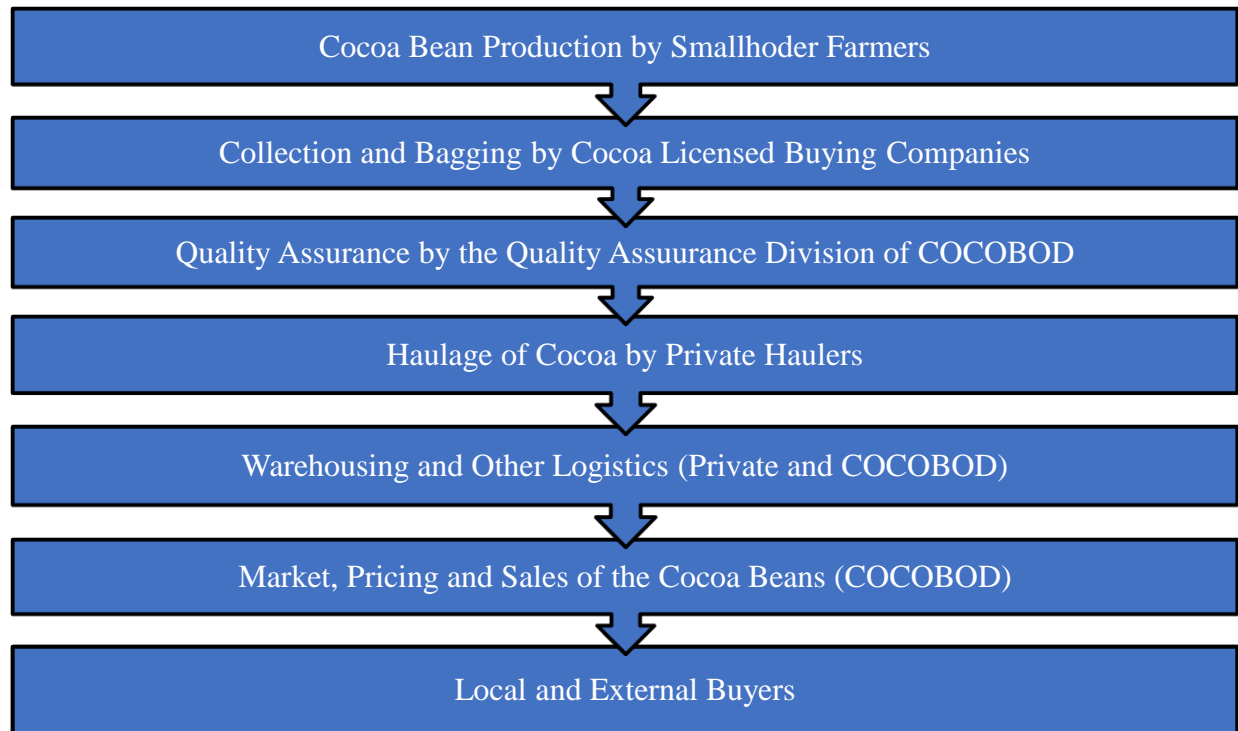 Cocoa Bean Production by Smallhoder Farmers
Collection and Bagging by Cocoa Licensed Buying Companies
Quality Assurance by the Quality Assuurance Division of COCOBOD
Haulage of Cocoa by Private Haulers
Warehousing and Other Logistics (Private and COCOBOD)
Market, Pricing and Sales of the Cocoa Beans (COCOBOD)
Local and External Buyers